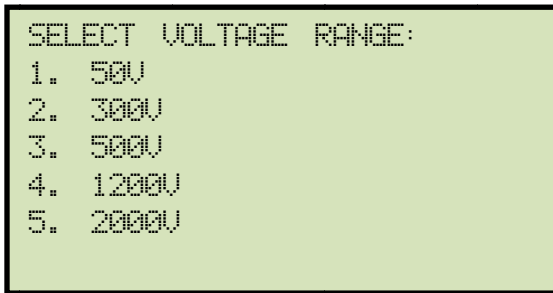 SELECT VOLTAGE RANGE:
1. 50V
2. 300V
3. 500V
4. 1200V
5. 2000V